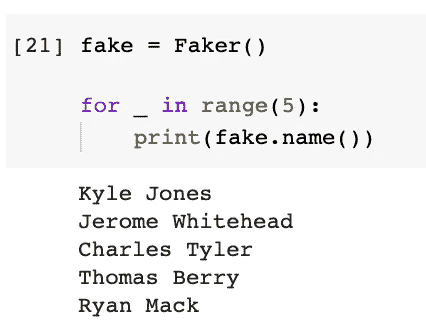 [21] fake = Faker()
for _ in range(5):
print(fake.name())
Kyle Jones
Jerome Whitehead
Charles Tyler
Thomas Berry
Ryan Mack